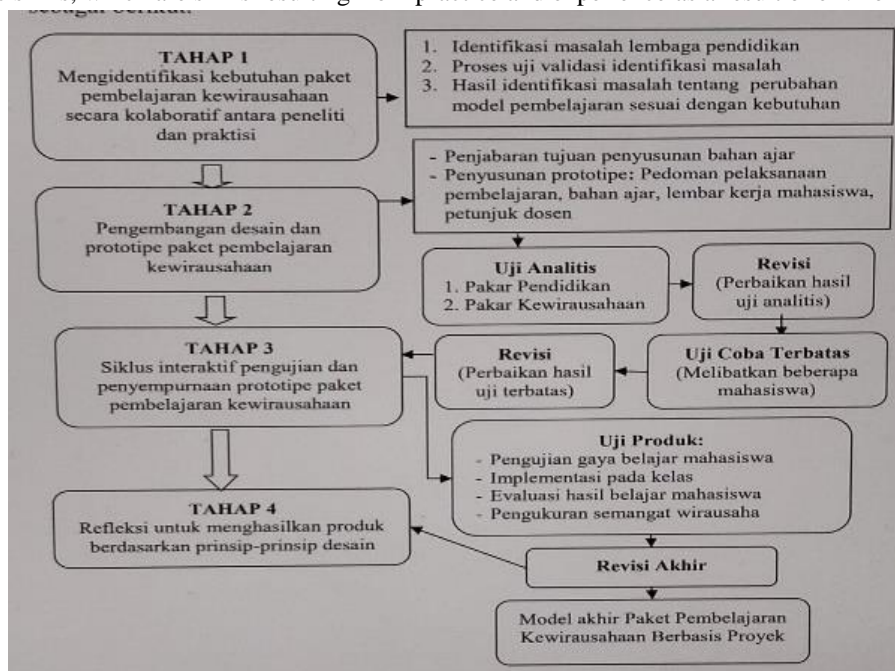 sebagai berikut.
TAHAP 1
Mengidentifikasi kebutuhan paket
pembelajaran kewirausahaan
secara kolaboratif antara peneliti
dan praktisi
1. Identifikasi masalah lembaga pendidikan
2. Proses uji validasi identifikasi masalah
3. Hasil identifikasi masalah tentang perubahan
model pembelajaran sesuai dengan kebutuhan
- Penjabaran tujuan penyusunan bahan ajar
- Penyusunan prototipe: Pedoman pelaksanaan
pembelajaran, bahan ajar, lembar kerja mahasiswa,
petunjuk dosen
TAHAP 2
Pengembangan desain dan
prototipe paket pembelajaran
kewirausahaan
Uji Analitis
1. Pakar Pendidikan
2. Pakar Kewirausahaan
Revisi
(Perbaikan hasil
uji analitis)
Uji Coba Terbatas
(Melibatkan beberapa
mahasiswa)
Revisi
(Perbaikan hasil
uji terbatas)
TAHAP 3
Siklus interaktif pengujian dan
penyempurnaan prototipe paket
pembelajaran kewirausahaan
Uji Produk:
- Pengujian gaya belajar mahasiswa
- Implementasi pada kelas
- Evaluasi hasil belajar mahasiswa
- Pengukuran semangat wirausaha
TAHAP 4
Refleksi untuk menghasilkan produk
berdasarkan prinsip-prinsip desain
Revisi Akhir
Model akhir Paket Pembelajaran
Kewirausahaan Berbasis Proyek